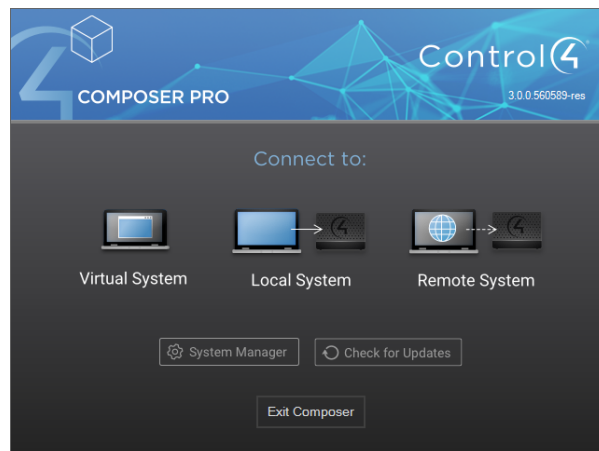 Control4
COMPOSER PRO
3.0.0.560589-res
Connect to:
Virtual System
Local System
Remote System
System Manager
Check for Updates
Exit Composer